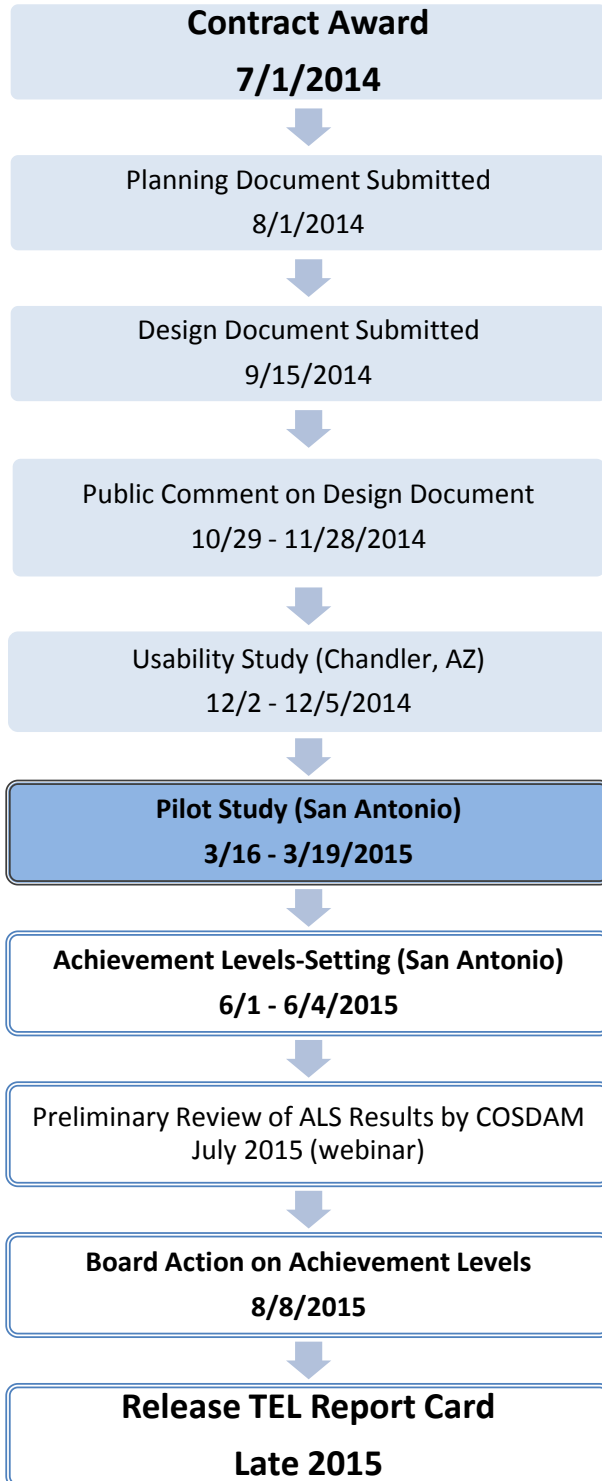 Contract Award
7/1/2014
Planning Document Submitted
8/1/2014
Design Document Submitted
9/15/2014
Public Comment on Design Document
10/29 - 11/28/2014
Usability Study (Chandler, AZ)
12/2 - 12/5/2014
Pilot Study (San Antonio)
3/16 - 3/19/2015
Achievement Levels-Setting (San Antonio)
6/1 - 6/4/2015
Preliminary Review of ALS Results by COSDAM
July 2015 (webinar)
Board Action on Achievement Levels
8/8/2015
Release TEL Report Card
Late 2015